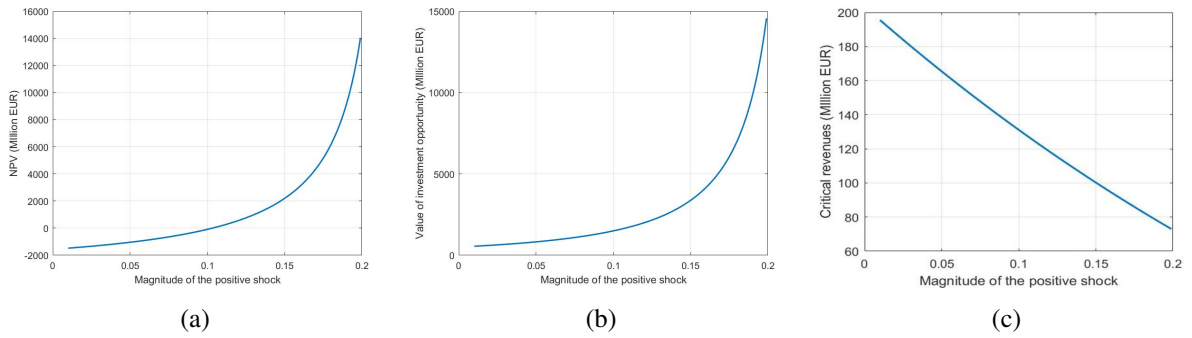 16000
14000
12000
10000
8000
6000
4000
2000
0
-2000
NPV (MIllion EUR)
0 0.05 0.1 0.15 0.2
Magnitude of the positive shock
(a)
15000
10000
5000
0
Value of investment opportunity (MIllion EUR)
0 0.05 0.1 0.15 0.2
Magnitude of the positive shock
(b)
200
180
160
140
120
100
80
60
Critical revenues (MIllion EUR)
0 0.05 0.1 0.15 0.2
Magnitude of the positive shock
(c)